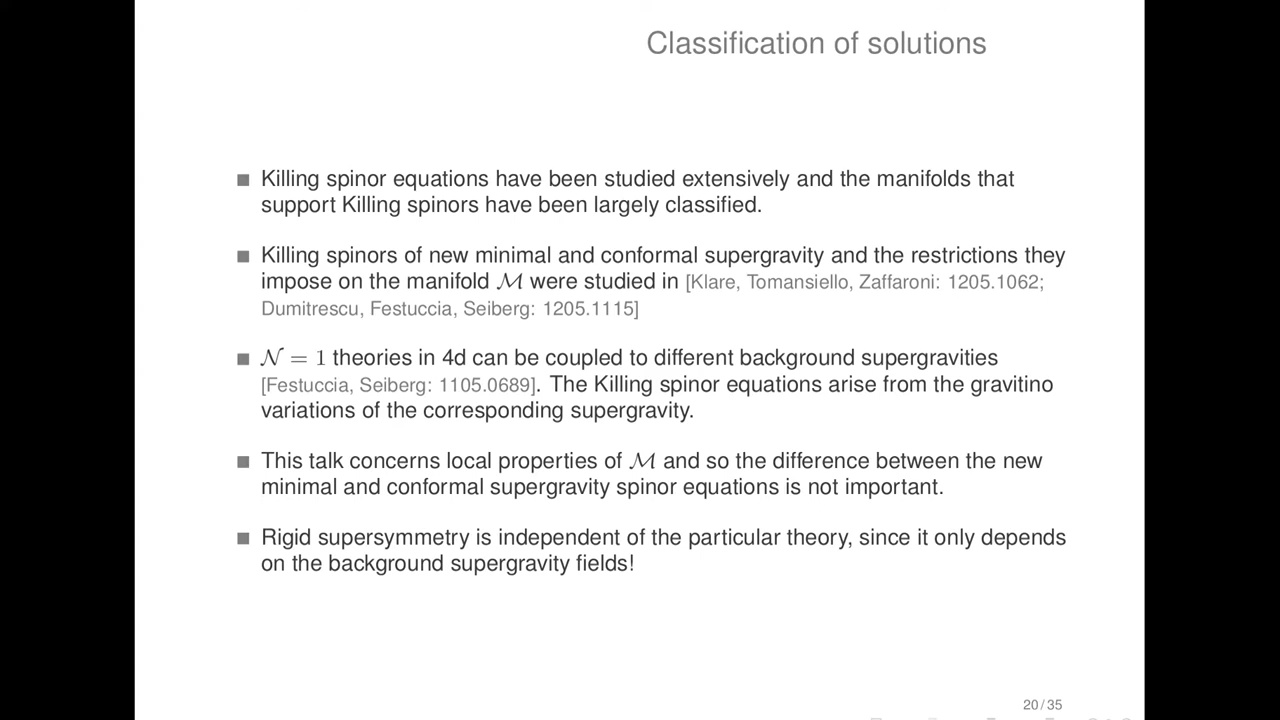 Classification of solutions
Killing spinor equations have been studied extensively and the manifolds that
support Killing spinors have been largely classified.
Killing spinors of new minimal and conformal supergravity and the restrictions they
impose on the manifold ℳ were studied in [Klare, Tomansiello, Zaffaroni: 1205.1062;
Dumitrescu, Festuccia, Seiberg: 1205.1115]
𝒩 = 1 theories in 4d can be coupled to different background supergravities
[Festuccia, Seiberg: 1105.0689]. The Killing spinor equations arise from the gravitino
variations of the corresponding supergravity.
This talk concerns local properties of ℳ and so the difference between the new
minimal and conformal supergravity spinor equations is not important.
Rigid supersymmetry is independent of the particular theory, since it only depends
on the background supergravity fields!
20 / 35